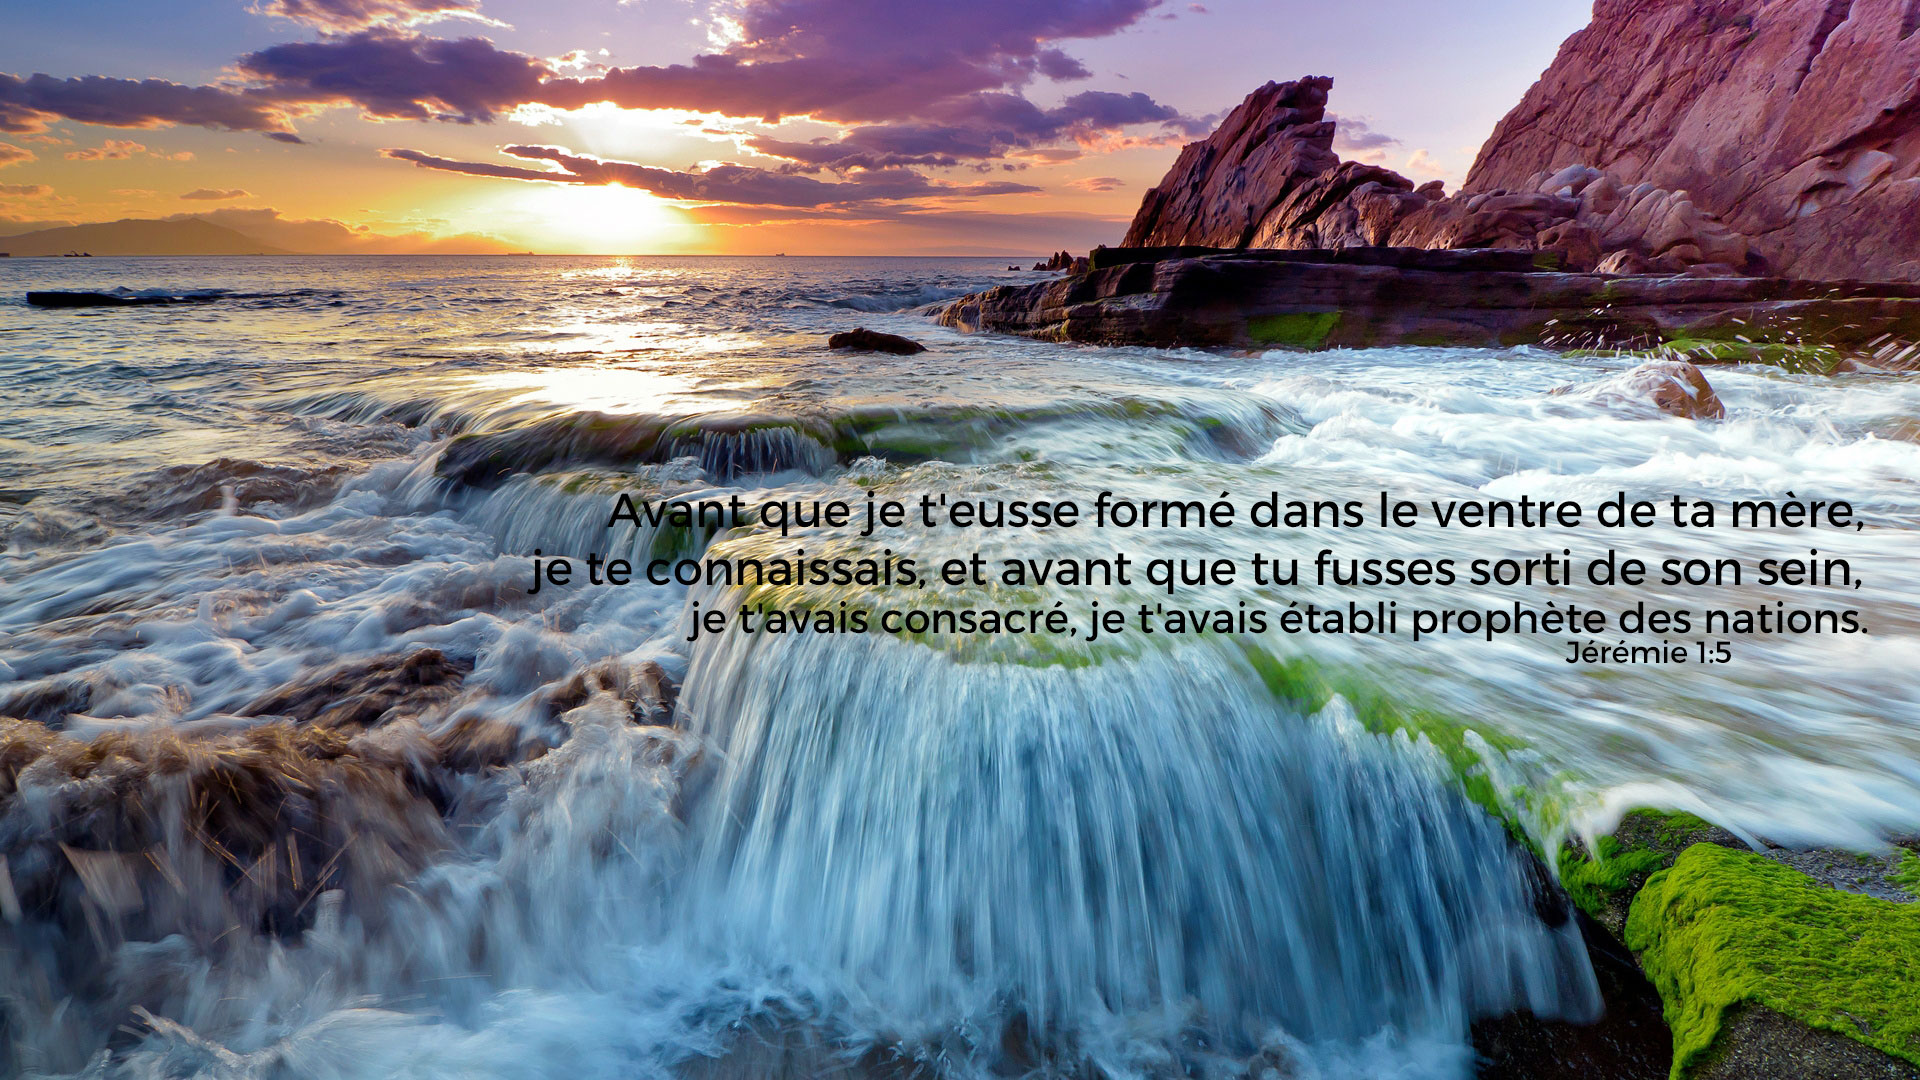 Avant que je t'eusse formé dans le ventre de ta mère,
je te connaissais, et avant que tu fusses sorti de son sein,
je t'avais consacré, je t'avais établi prophète des nations.
Jérémie 1:5